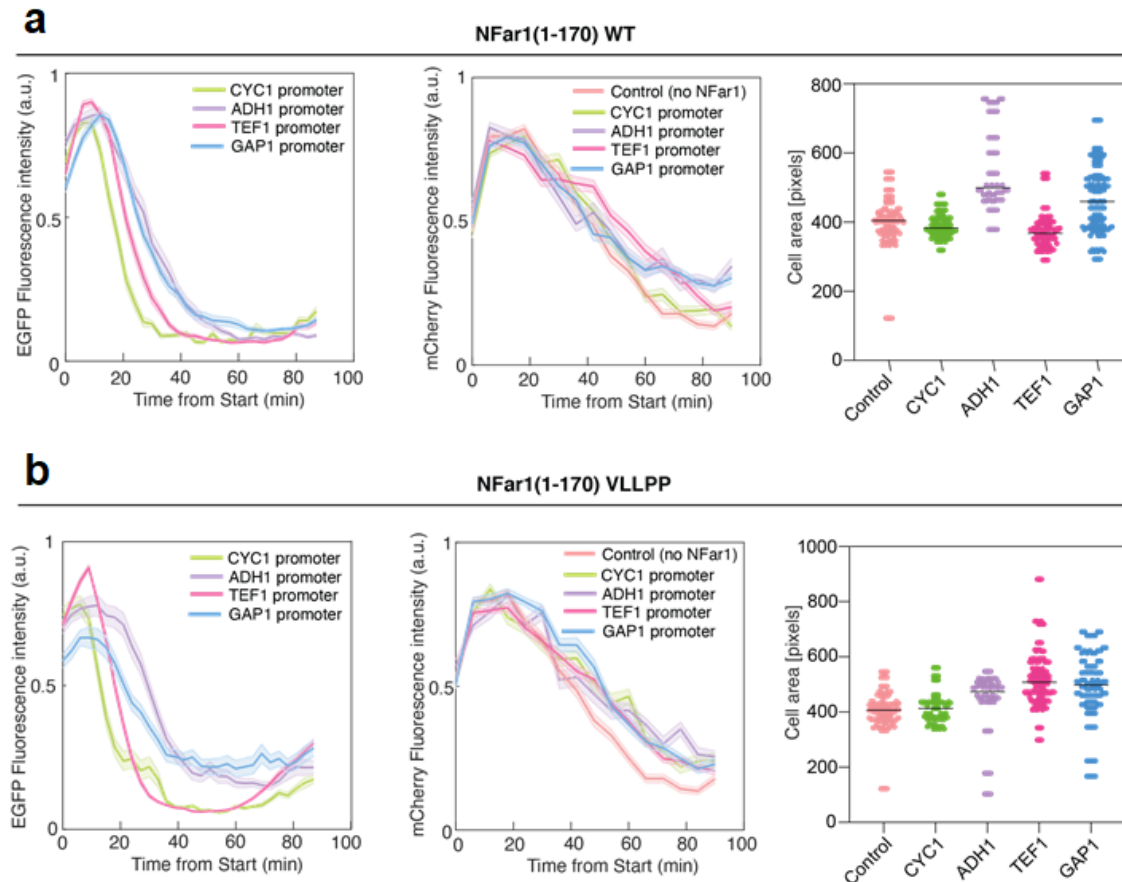 a
NFar1(1-170) WT
EGFP Fluorescence intensity (a.u.)
1
0.5
0
0 20 40 60 80 100
Time from Start (min)
CYC1 promoter
ADH1 promoter
TEF1 promoter
GAP1 promoter
mCherry Fluorescence intensity (a.u.)
1
0.5
0
0 20 40 60 80 100
Time from Start (min)
Control (no NFar1)
CYC1 promoter
ADH1 promoter
TEF1 promoter
GAP1 promoter
Cell area [pixels]
800
600
400
200
0
Control
CYC1
ADH1
TEF1
GAP1
b
NFar1(1-170) VLLPP
EGFP Fluorescence intensity (a.u.)
1
0.5
0
0 20 40 60 80 100
Time from Start (min)
CYC1 promoter
ADH1 promoter
TEF1 promoter
GAP1 promoter
mCherry Fluorescence intensity (a.u.)
1
0.5
0
0 20 40 60 80 100
Time from Start (min)
Control (no NFar1)
CYC1 promoter
ADH1 promoter
TEF1 promoter
GAP1 promoter
Cell area [pixels]
1000
800
600
400
200
0
Control
CYC1
ADH1
TEF1
GAP1